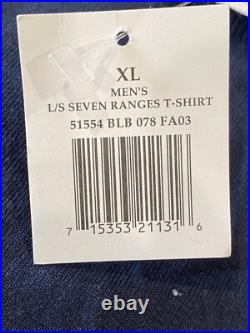 XL
MEN'S
L/S SEVEN RANGES T-SHIRT
51554 BLB 078 FA03
7 15353 21131 6